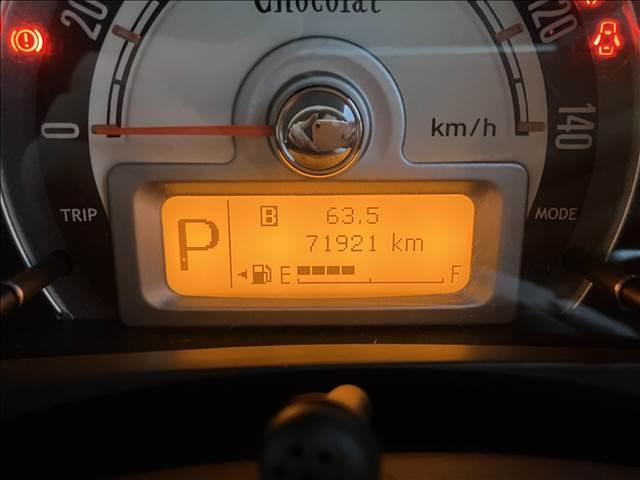 Chocolat
20
120
0
km/h
140
TRIP
MODE
P
B 63.5
71921 km
E F